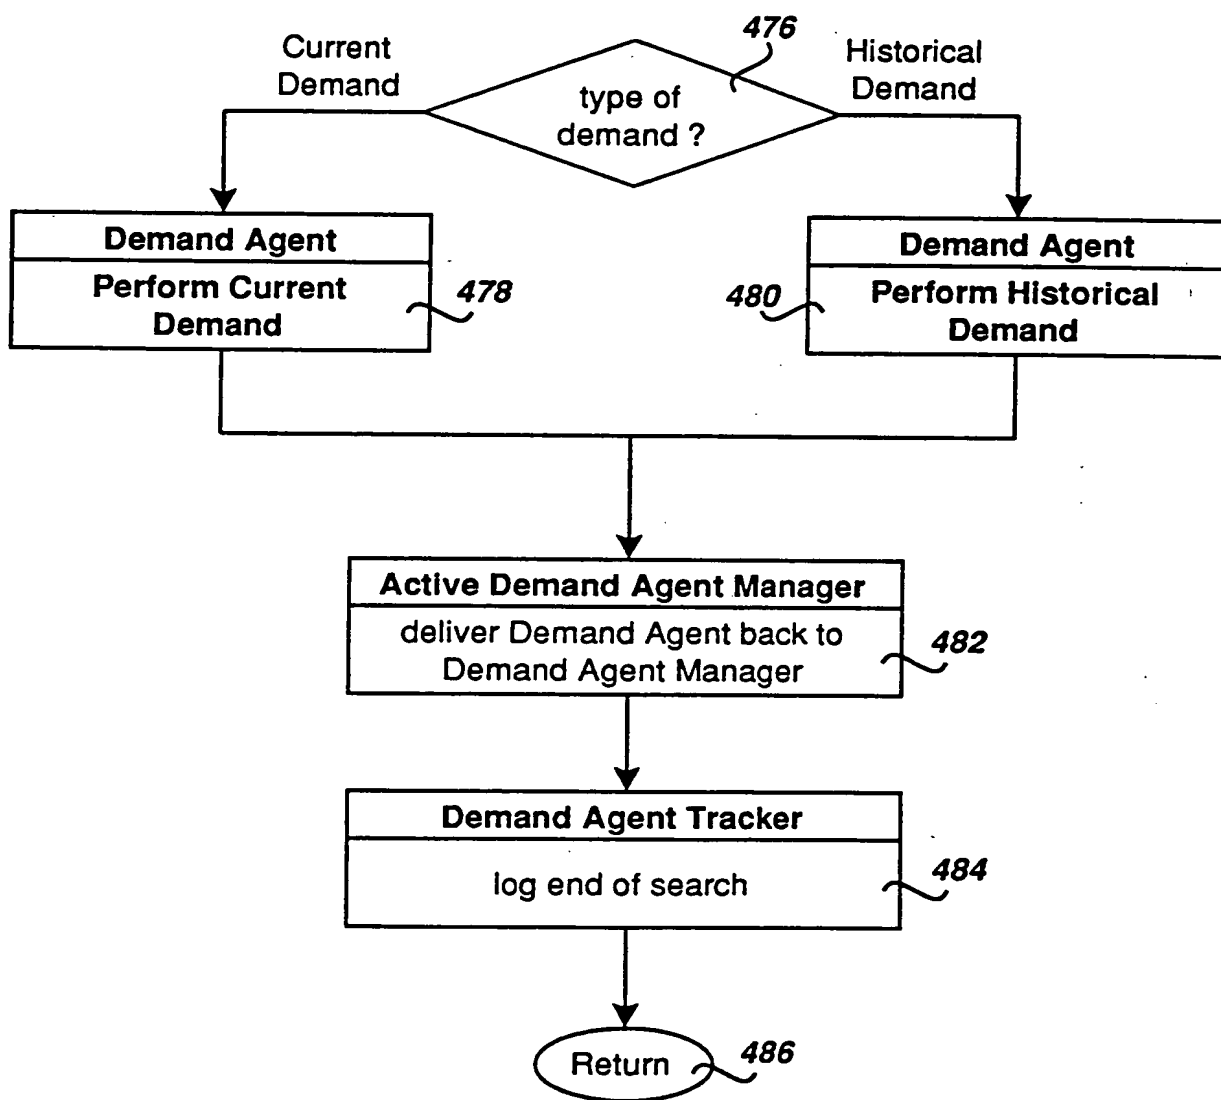 476
Current
Demand
Historical
Demand
type of
demand ?
Demand Agent
Perform Current
Demand
478
Demand Agent
480
Perform Historical
Demand
Active Demand Agent Manager
deliver Demand Agent back to
Demand Agent Manager
482
Demand Agent Tracker
log end of search
484
Return
486